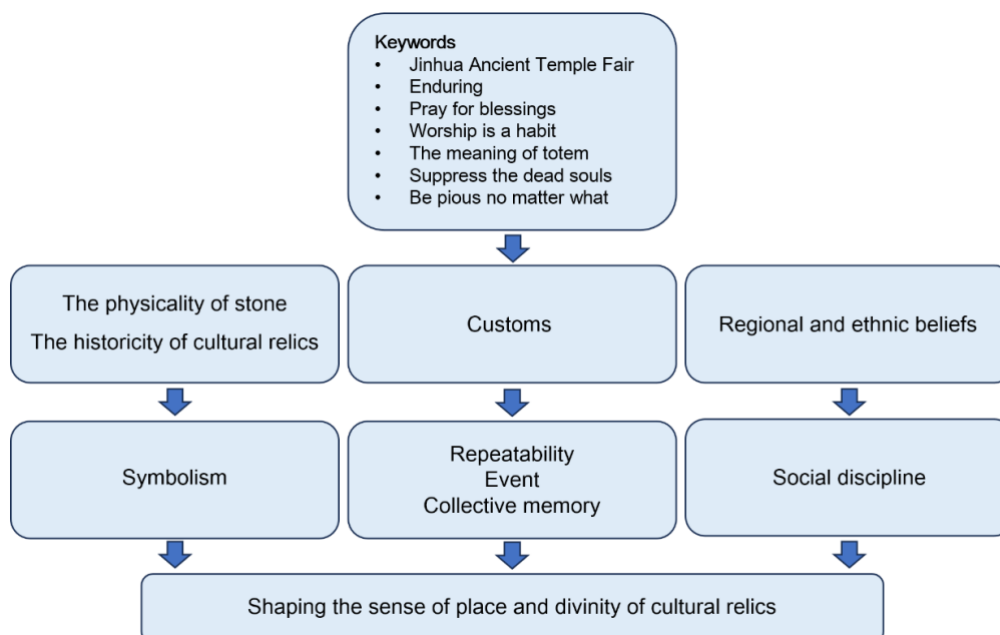 Keywords
• Jinhua Ancient Temple Fair
• Enduring
• Pray for blessings
• Worship is a habit
• The meaning of totem
• Suppress the dead souls
• Be pious no matter what
The physicality of stone
The historicity of cultural relics
Customs
Regional and ethnic beliefs
Symbolism
Repeatability
Event
Collective memory
Social discipline
Shaping the sense of place and divinity of cultural relics